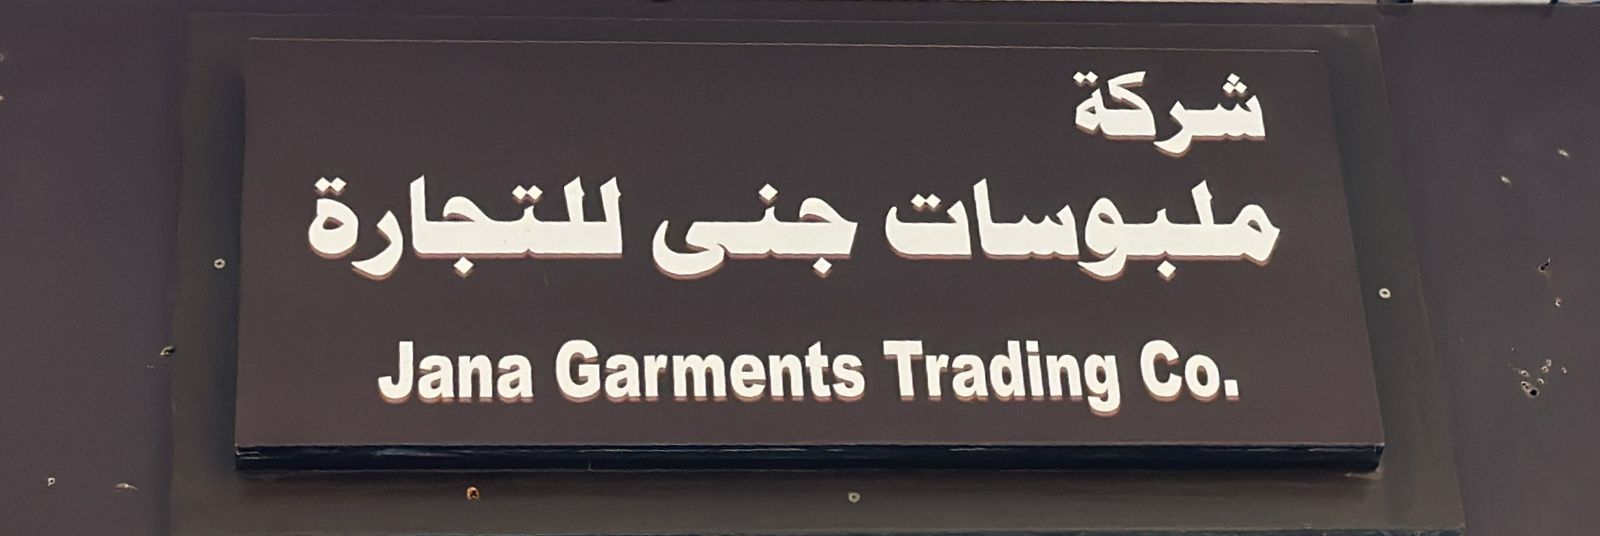 شركة
ملبوسات جنى للتجارة
Jana Garments Trading Co.